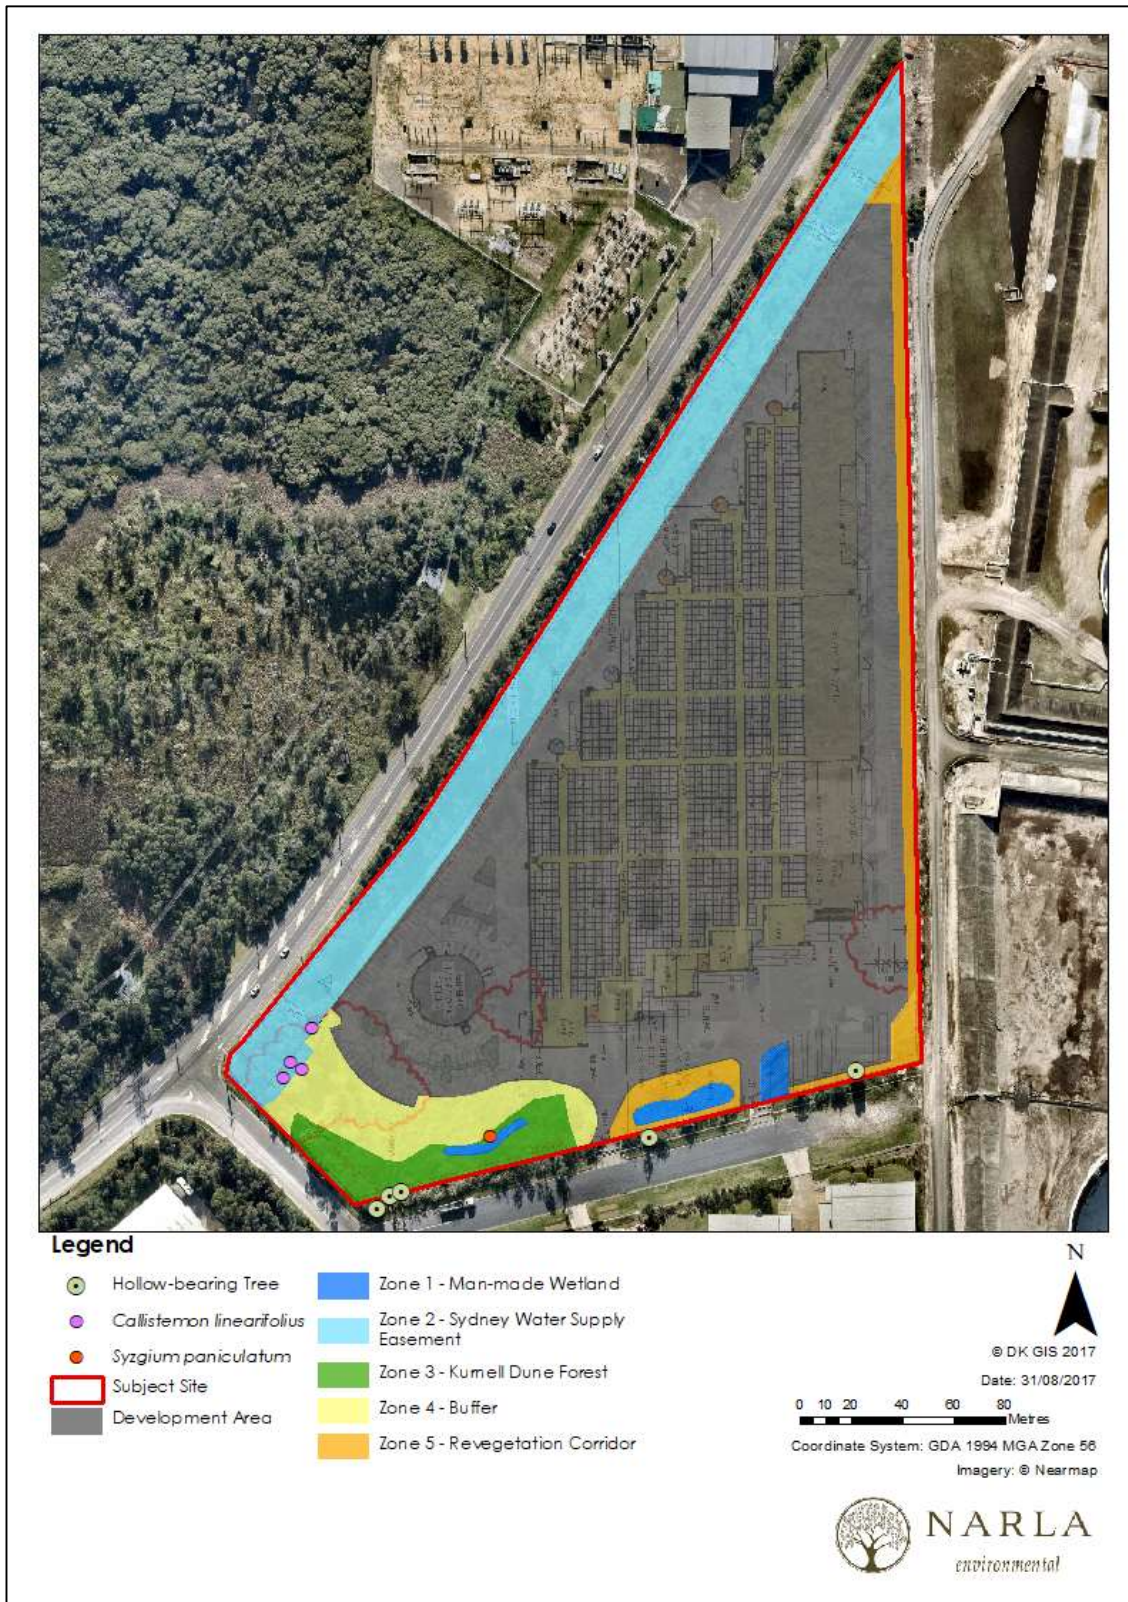 Legend
Hollow-bearing Tree
Callistemon linearifolius
Syzgium paniculatum
Subject Site
Development Area
Zone 1 - Man-made Wetland
Zone 2 - Sydney Water Supply
Easement
Zone 3 - Kurnell Dune Forest
Zone 4 - Buffer
Zone 5 - Revegetation Corridor
N
© DK GIS 2017
Date: 31/08/2017
0 10 20 40 60 80
Metres
Coordinate System: GDA 1994 MGA Zone 56
Imagery: © Nearmap
NARLA
environmental